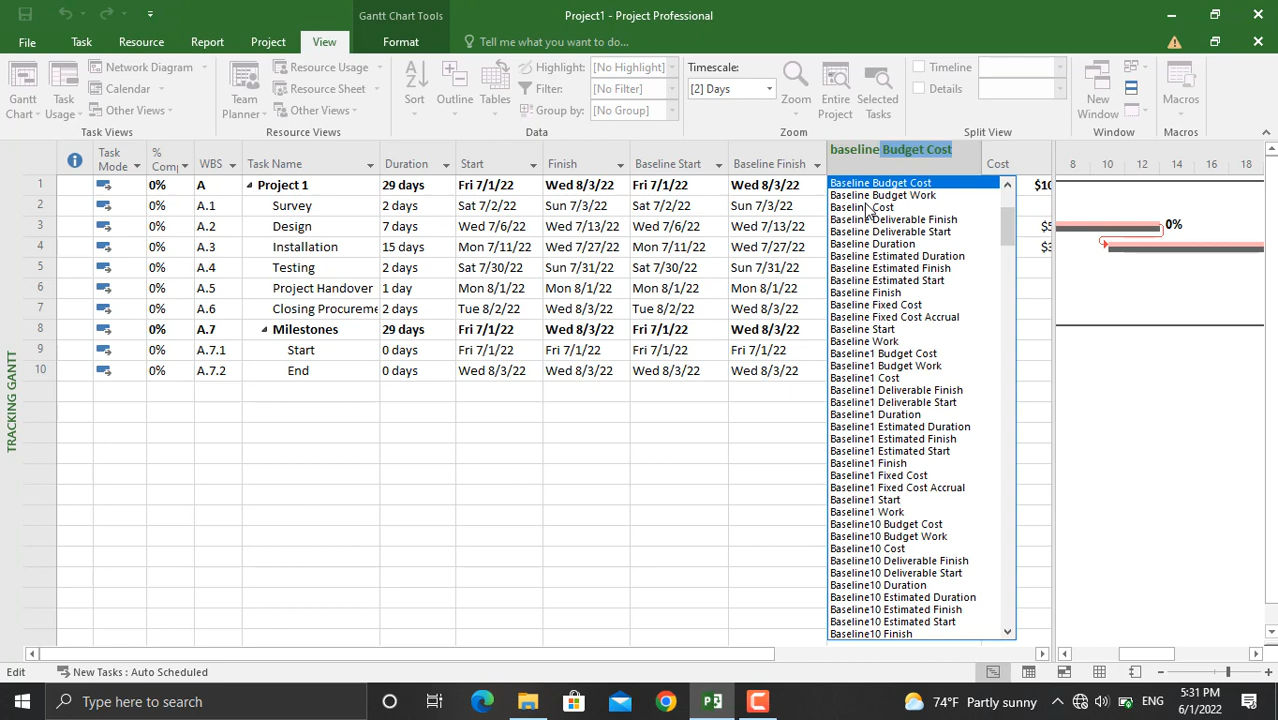 Gantt Chart Tools
Project1 - Project Professional
File
Task
Resource
Report
Project
View
Format
Tell me what you want to do...
Gantt Chart
Task Usage
Network Diagram
Calendar
Other Views
Task Views
Team Planner
Resource Usage
Resource Sheet
Other Views
Resource Views
Sort
Outline
Tables
Highlight: [No Highlight]
Filter: [No Filter]
Group by: [No Group]
Data
Timescale:
[2] Days
Zoom
Entire Project
Selected Tasks
Zoom
Timeline
Details
Split View
New Window
Window
Macros
Macros
Task Mode
% Comp
WBS
Task Name
Duration
Start
Finish
Baseline Start
Baseline Finish
baseline Budget Cost
Cost
8 10 12 14 16 18
1 0% A Project 1 29 days Fri 7/1/22 Wed 8/3/22 Fri 7/1/22 Wed 8/3/22 $10
2 0% A.1 Survey 2 days Sat 7/2/22 Sun 7/3/22 Sat 7/2/22 Sun 7/3/22
3 0% A.2 Design 7 days Wed 7/6/22 Wed 7/13/22 Wed 7/6/22 Wed 7/13/22 0%
4 0% A.3 Installation 15 days Mon 7/11/22 Wed 7/27/22 Mon 7/11/22 Wed 7/27/22
5 0% A.4 Testing 2 days Sat 7/30/22 Sun 7/31/22 Sat 7/30/22 Sun 7/31/22
6 0% A.5 Project Handover 1 day Mon 8/1/22 Mon 8/1/22 Mon 8/1/22 Mon 8/1/22
7 0% A.6 Closing Procureme 2 days Tue 8/2/22 Wed 8/3/22 Tue 8/2/22 Wed 8/3/22
8 0% A.7 Milestones 29 days Fri 7/1/22 Wed 8/3/22 Fri 7/1/22 Wed 8/3/22
9 0% A.7.1 Start 0 days Fri 7/1/22 Fri 7/1/22 Fri 7/1/22 Fri 7/1/22
10 0% A.7.2 End 0 days Wed 8/3/22 Wed 8/3/22 Wed 8/3/22 Wed 8/3/22
Baseline Budget Cost
Baseline Budget Work
Baseline Cost
Baseline Deliverable Finish
Baseline Deliverable Start
Baseline Duration
Baseline Estimated Duration
Baseline Estimated Finish
Baseline Estimated Start
Baseline Finish
Baseline Fixed Cost
Baseline Fixed Cost Accrual
Baseline Start
Baseline Work
Baseline1 Budget Cost
Baseline1 Budget Work
Baseline1 Cost
Baseline1 Deliverable Finish
Baseline1 Deliverable Start
Baseline1 Duration
Baseline1 Estimated Duration
Baseline1 Estimated Finish
Baseline1 Estimated Start
Baseline1 Finish
Baseline1 Fixed Cost
Baseline1 Fixed Cost Accrual
Baseline1 Start
Baseline1 Work
Baseline10 Budget Cost
Baseline10 Budget Work
Baseline10 Cost
Baseline10 Deliverable Finish
Baseline10 Deliverable Start
Baseline10 Duration
Baseline10 Estimated Duration
Baseline10 Estimated Finish
Baseline10 Estimated Start
Baseline10 Finish
TRACKING GANTT
Edit
New Tasks : Auto Scheduled
Type here to search
74°F Partly sunny
ENG
5:31 PM
6/1/2022